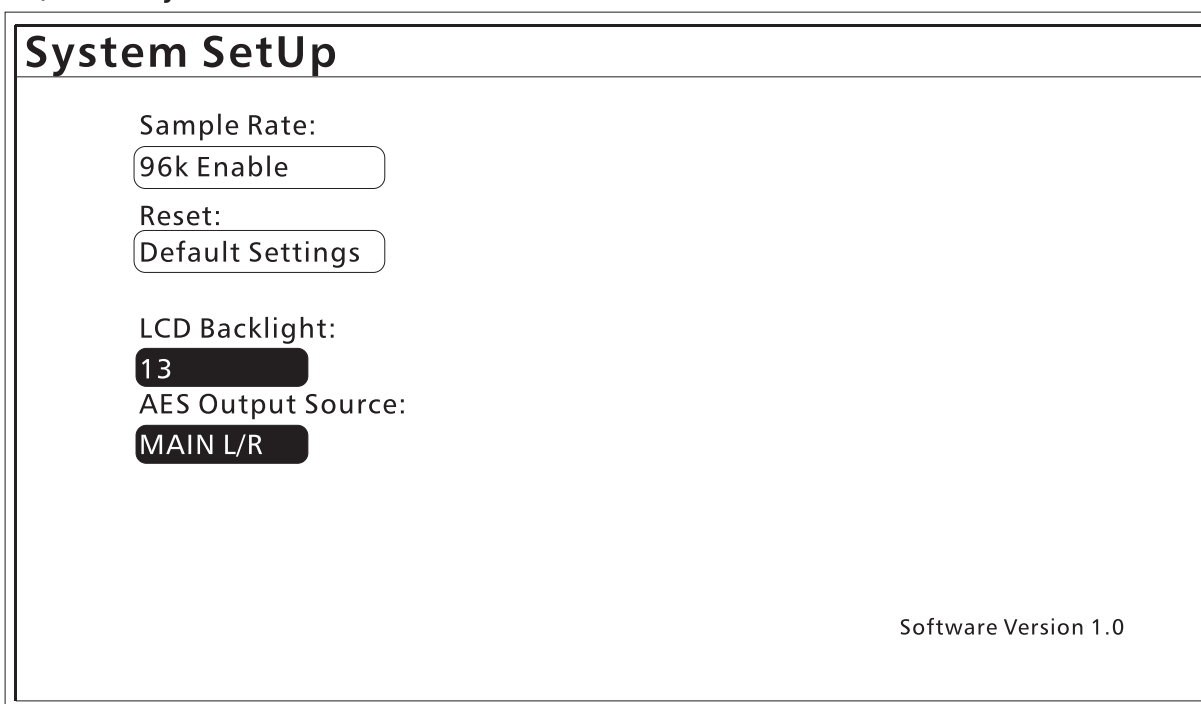 System SetUp
Sample Rate:
96k Enable
Reset:
Default Settings
LCD Backlight:
13
AES Output Source:
MAIN L/R
Software Version 1.0